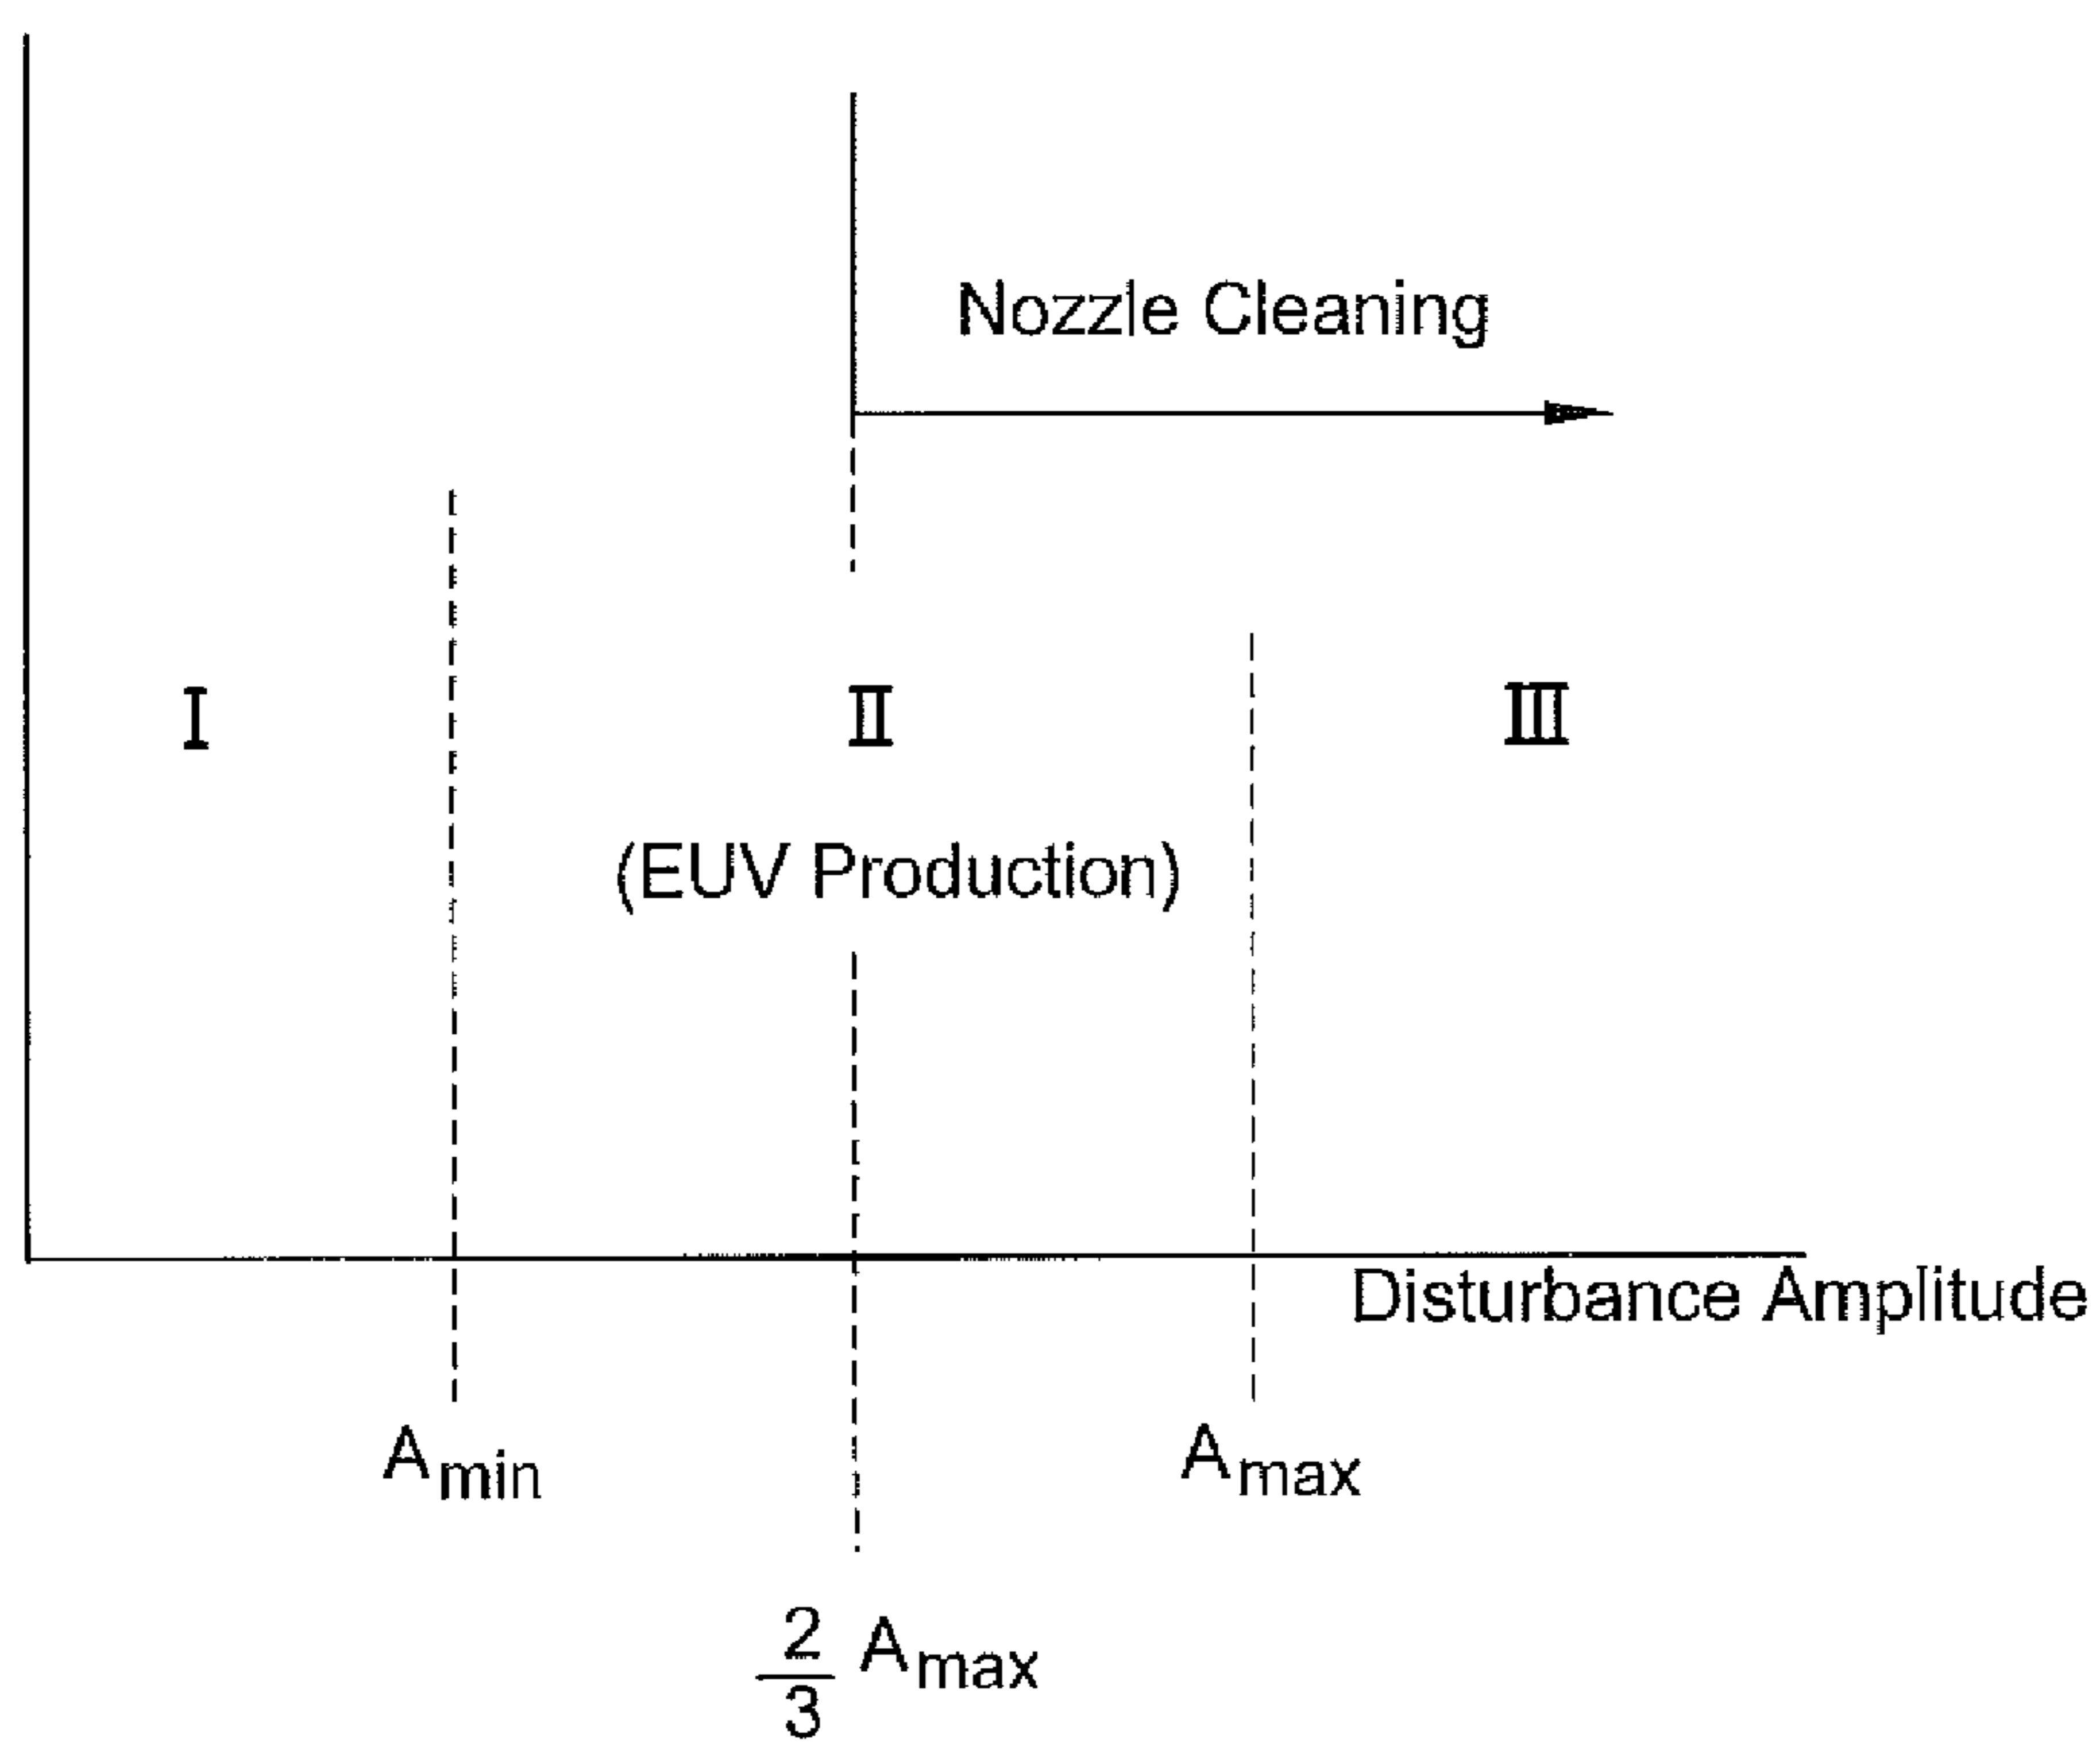 Nozzle Cleaning
I II III
(EUV Production)
Disturbance Amplitude
Amin Amax
2/3 Amax